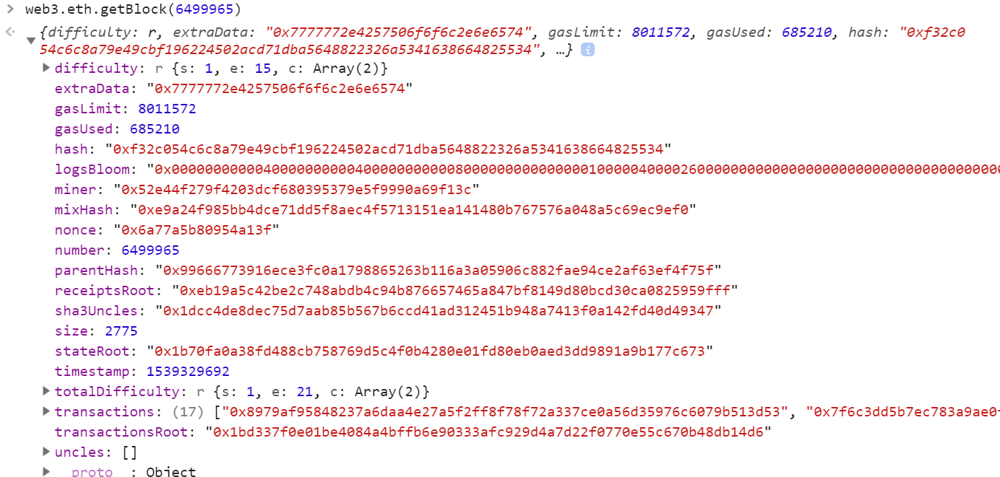 > web3.eth.getBlock(6499965)
{difficulty: r, extraData: "0x7777772e4257506f6f6c2e6e6574", gasLimit: 8011572, gasUsed: 685210, hash: "0xf32c0
54c6c8a79e49cbf196224502acd71dba5648822326a5341638664825534", …} i
difficulty: r {s: 1, e: 15, c: Array(2)}
extraData: "0x7777772e4257506f6f6c2e6e6574"
gasLimit: 8011572
gasUsed: 685210
hash: "0xf32c054c6c8a79e49cbf196224502acd71dba5648822326a5341638664825534"
logsBloom: "0x00000000000400000000004000000000008000000000000000100000400002600000000000000000000000000000000000000
miner: "0x52e44f279f4203dcf680395379e5f9990a69f13c"
mixHash: "0xe9a24f985bb4dce71dd5f8aec4f5713151ea141480b767576a048a5c69ec9ef0"
nonce: "0x6a77a5b80954a13f"
number: 6499965
parentHash: "0x99666773916ece3fc0a1798865263b116a3a05906c882fae94ce2af63ef4f75f"
receiptsRoot: "0xeb19a5c42be2c748abdb4c94b876657465a847bf8149d80bcd30ca0825959fff"
sha3Uncles: "0x1dcc4de8dec75d7aab85b567b6ccd41ad312451b948a7413f0a142fd40d49347"
size: 2775
stateRoot: "0x1b70fa0a38fd488cb758769d5c4f0b4280e01fd80eb0aed3dd9891a9b177c673"
timestamp: 1539329692
totalDifficulty: r {s: 1, e: 21, c: Array(2)}
transactions: (17) ["0x8979af95848237a6daa4e27a5f2ff8f78f72a337ce0a56d35976c6079b513d53", "0x7f6c3dd5b7ec783a9ae0
transactionsRoot: "0x1bd337f0e01be4084a4bffb6e90333afc929d4a7d22f0770e55c670b48db14d6"
uncles: []
__proto__: Object